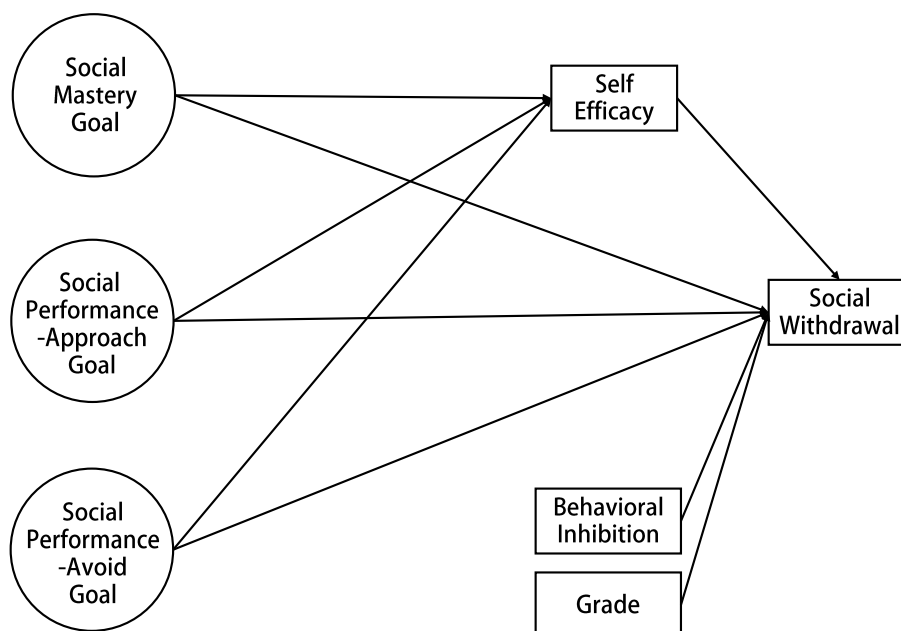 Social
Mastery
Goal
Self
Efficacy
Social
Performance
-Approach
Goal
Social
Withdrawal
Social
Performance
-Avoid
Goal
Behavioral
Inhibition
Grade